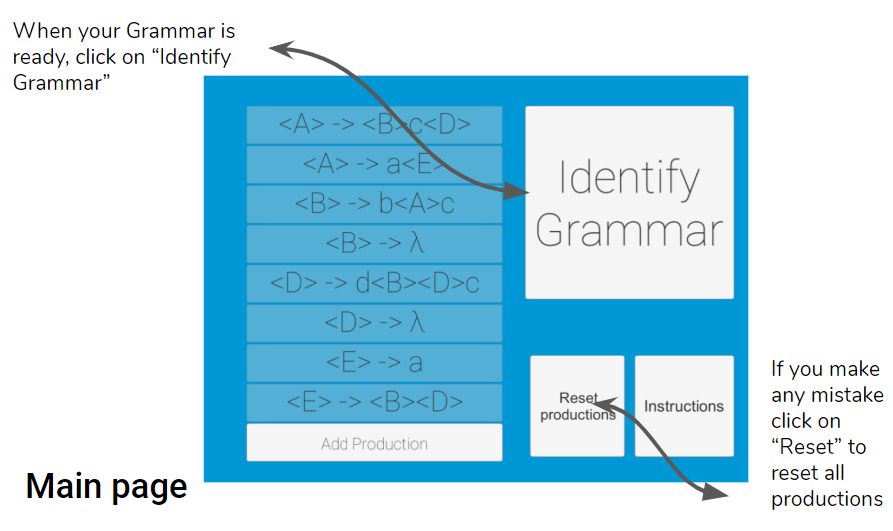 When your Grammar is
ready, click on “Identify
Grammar”
<A> -> <B>c<D>
<A> -> a<E>
<B> -> b<A>c
<B> -> λ
<D> -> d<B><D>c
<D> -> λ
<E> -> a
<E> -> <B><D>
Add Production
Identify
Grammar
Reset
productions
Instructions
If you make
any mistake
click on
“Reset” to
reset all
productions
Main page